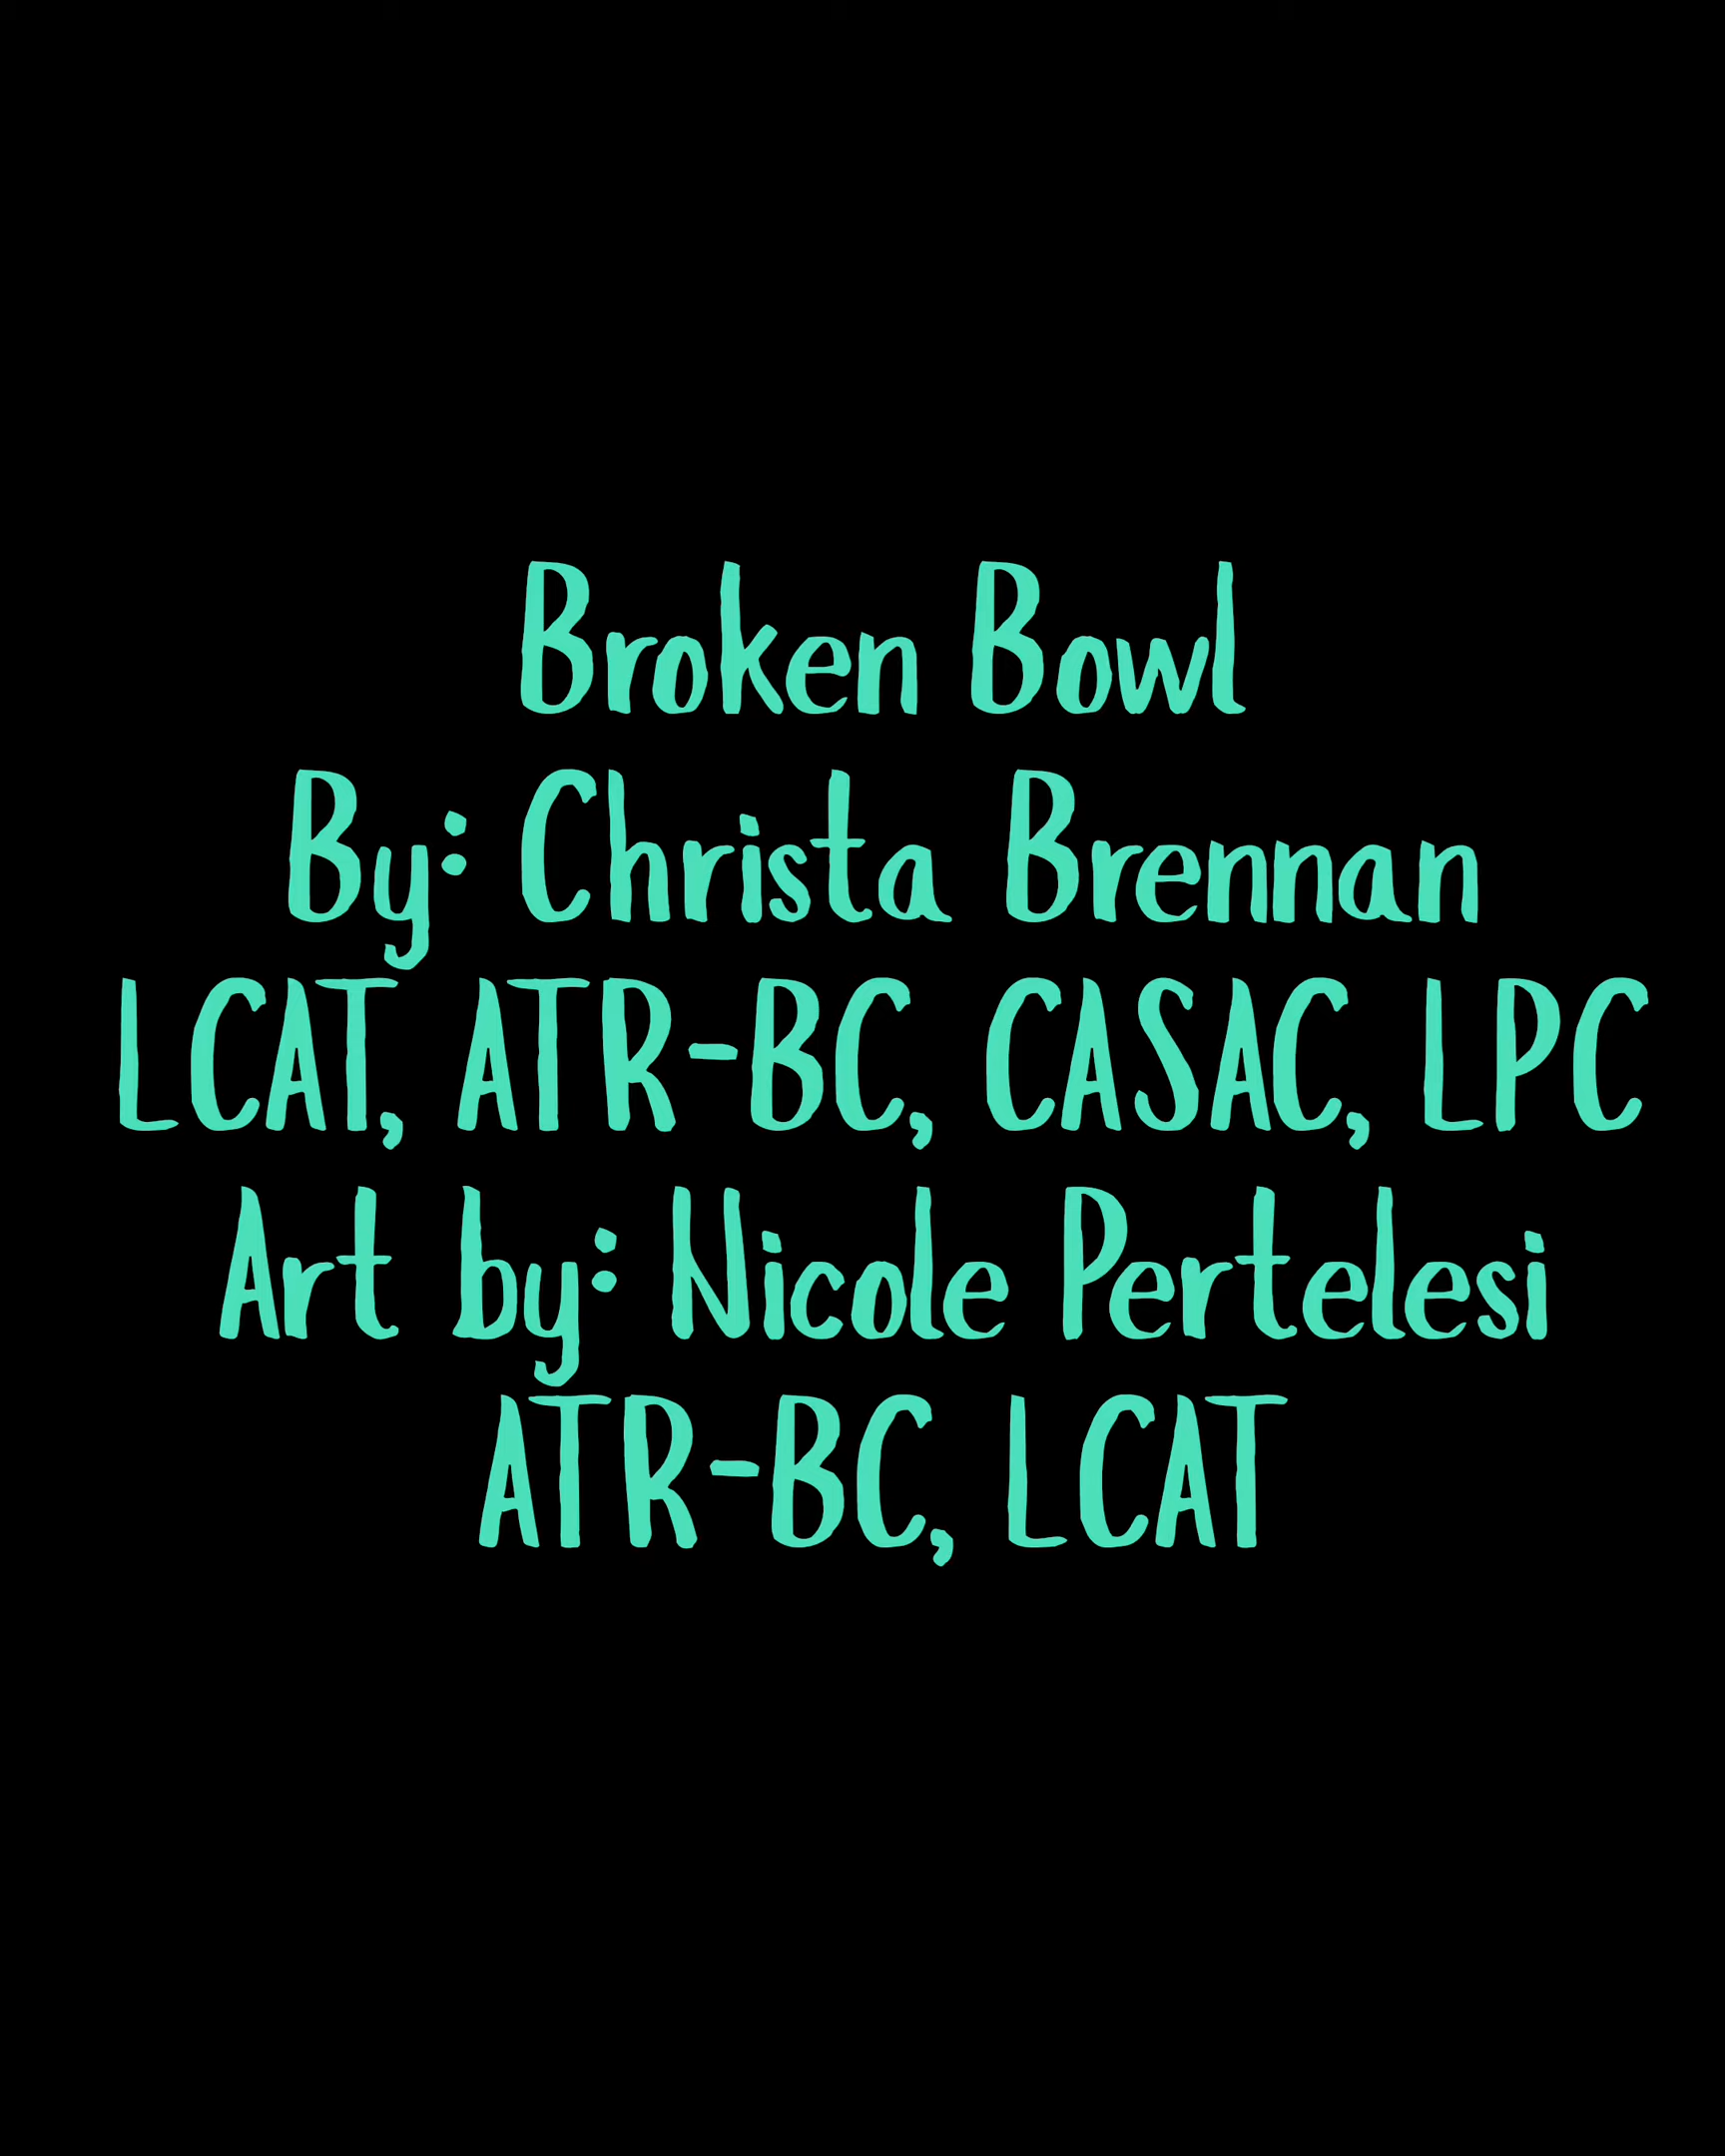 Broken Bowl
By: Christa Brennan
LCAT, ATR-BC, CASAC, LPC
Art by: Nicole Pertelesi
ATR-BC, LCAT